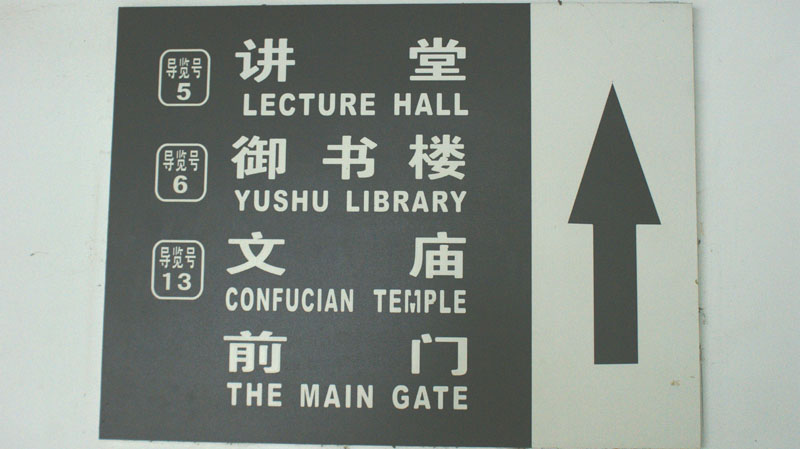 导览号
5
讲堂
LECTURE HALL
导览号
6
御书楼
YUSHU LIBRARY
导览号
13
文庙
CONFUCIAN TEMPLE
前门
THE MAIN GATE